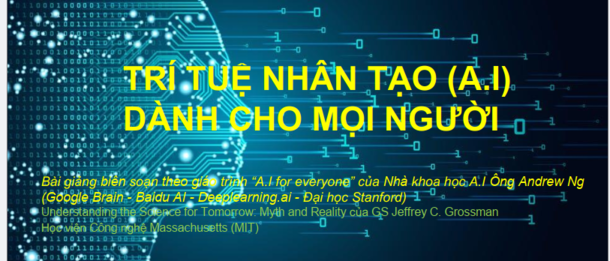 TRÍ TUỆ NHÂN TẠO (A.I)
DÀNH CHO MỌI NGƯỜI
Bài giảng biên soạn theo giáo trình "A.I for everyone" của Nhà khoa học A.I Ông Andrew Ng
(Google Brain - Baidu AI - Deeplearning.ai - Đại học Stanford)
Understanding the Science for Tomorrow: Myth and Reality của GS Jeffrey C. Grossman
Học viện Công nghệ Massachusetts (MIT)